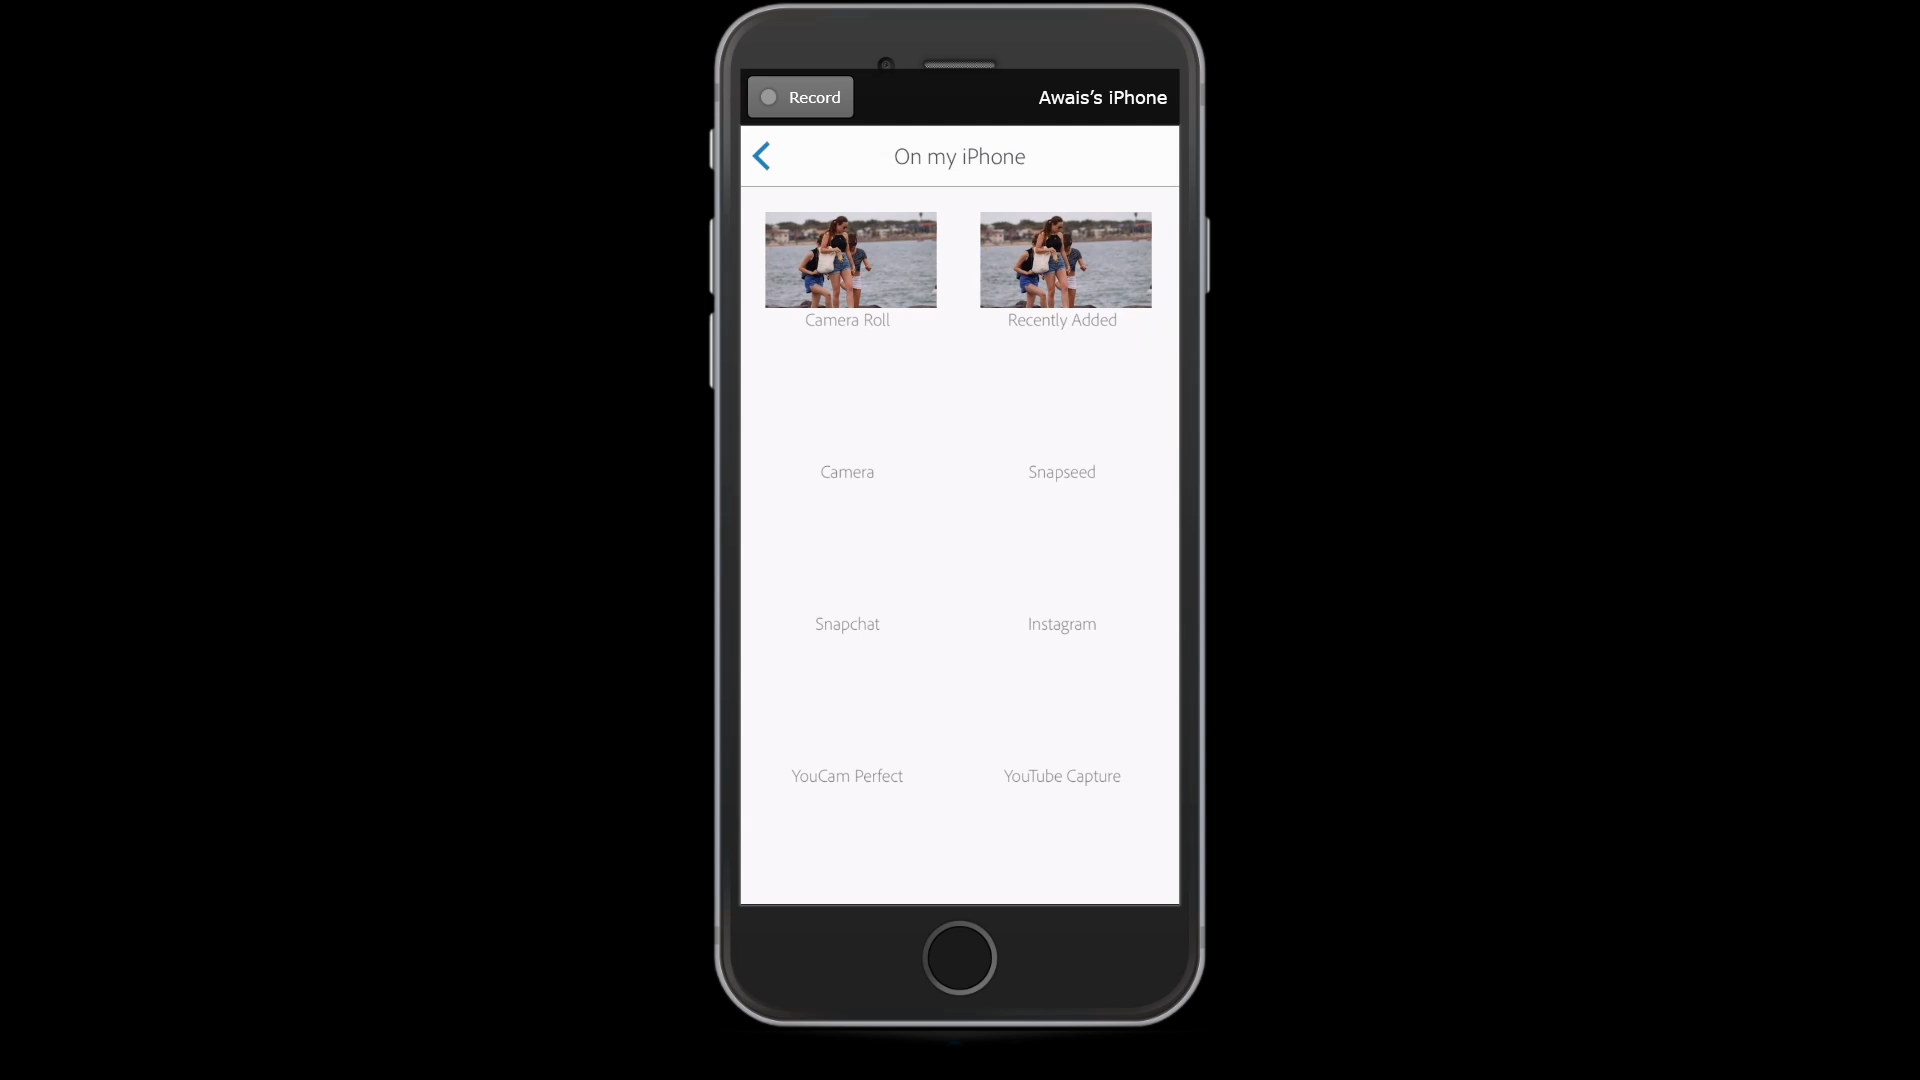 Record
Awais’s iPhone
On my iPhone
Camera Roll
Recently Added
Camera
Snapseed
Snapchat
Instagram
YouCam Perfect
YouTube Capture